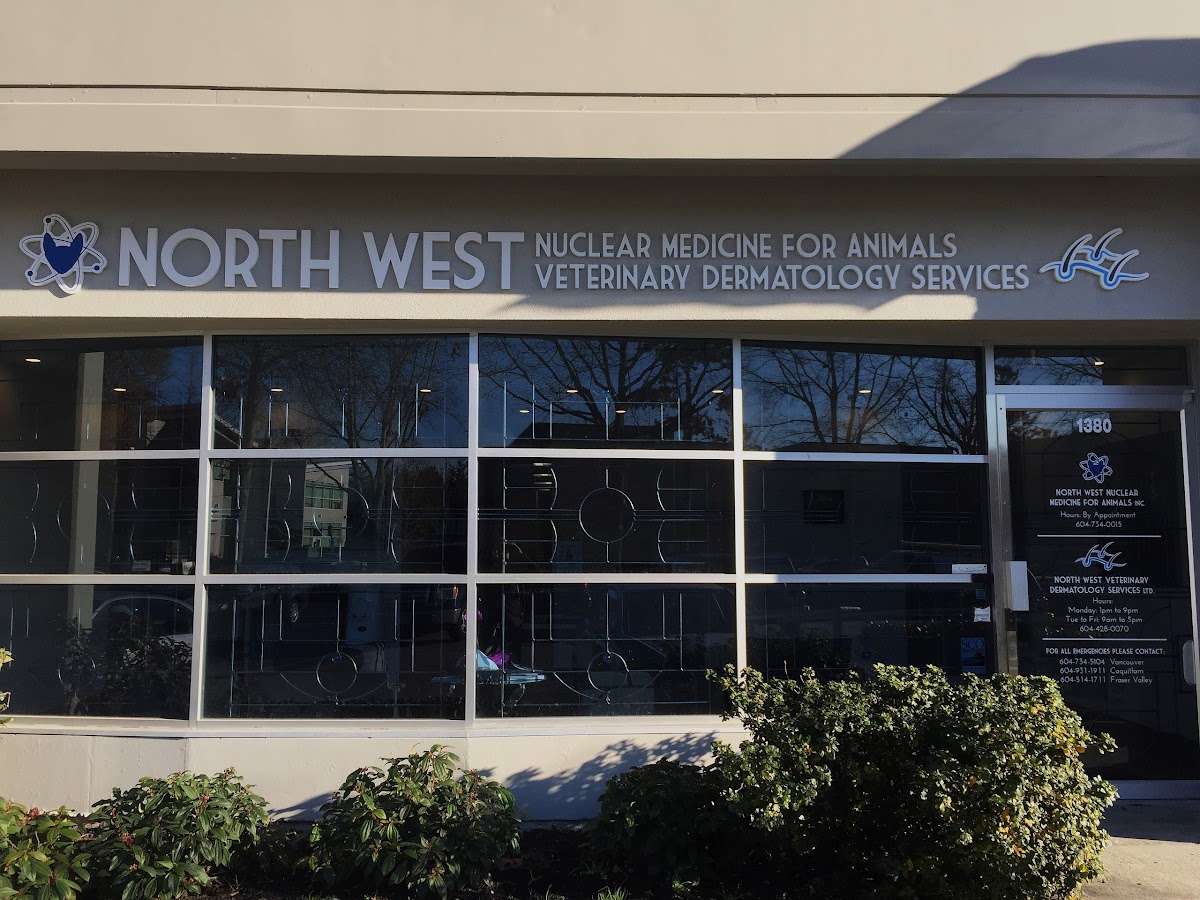 NORTH WEST
NUCLEAR MEDICINE FOR ANIMALS
VETERINARY DERMATOLOGY SERVICES
1380
NORTH WEST NUCLEAR
MEDICINE FOR ANIMALS INC.
Hours: By Appointment
604-734-0015
NORTH WEST VETERINARY
DERMATOLOGY SERVICES LTD.
Hours:
Monday: 1pm to 9pm
Tue to Fri: 9am to 5pm
604-428-0070
FOR ALL EMERGENCIES PLEASE CONTACT:
604-734-5104 Vancouver
604-931-1911 Coquitlam
604-514-1711 Fraser Valley